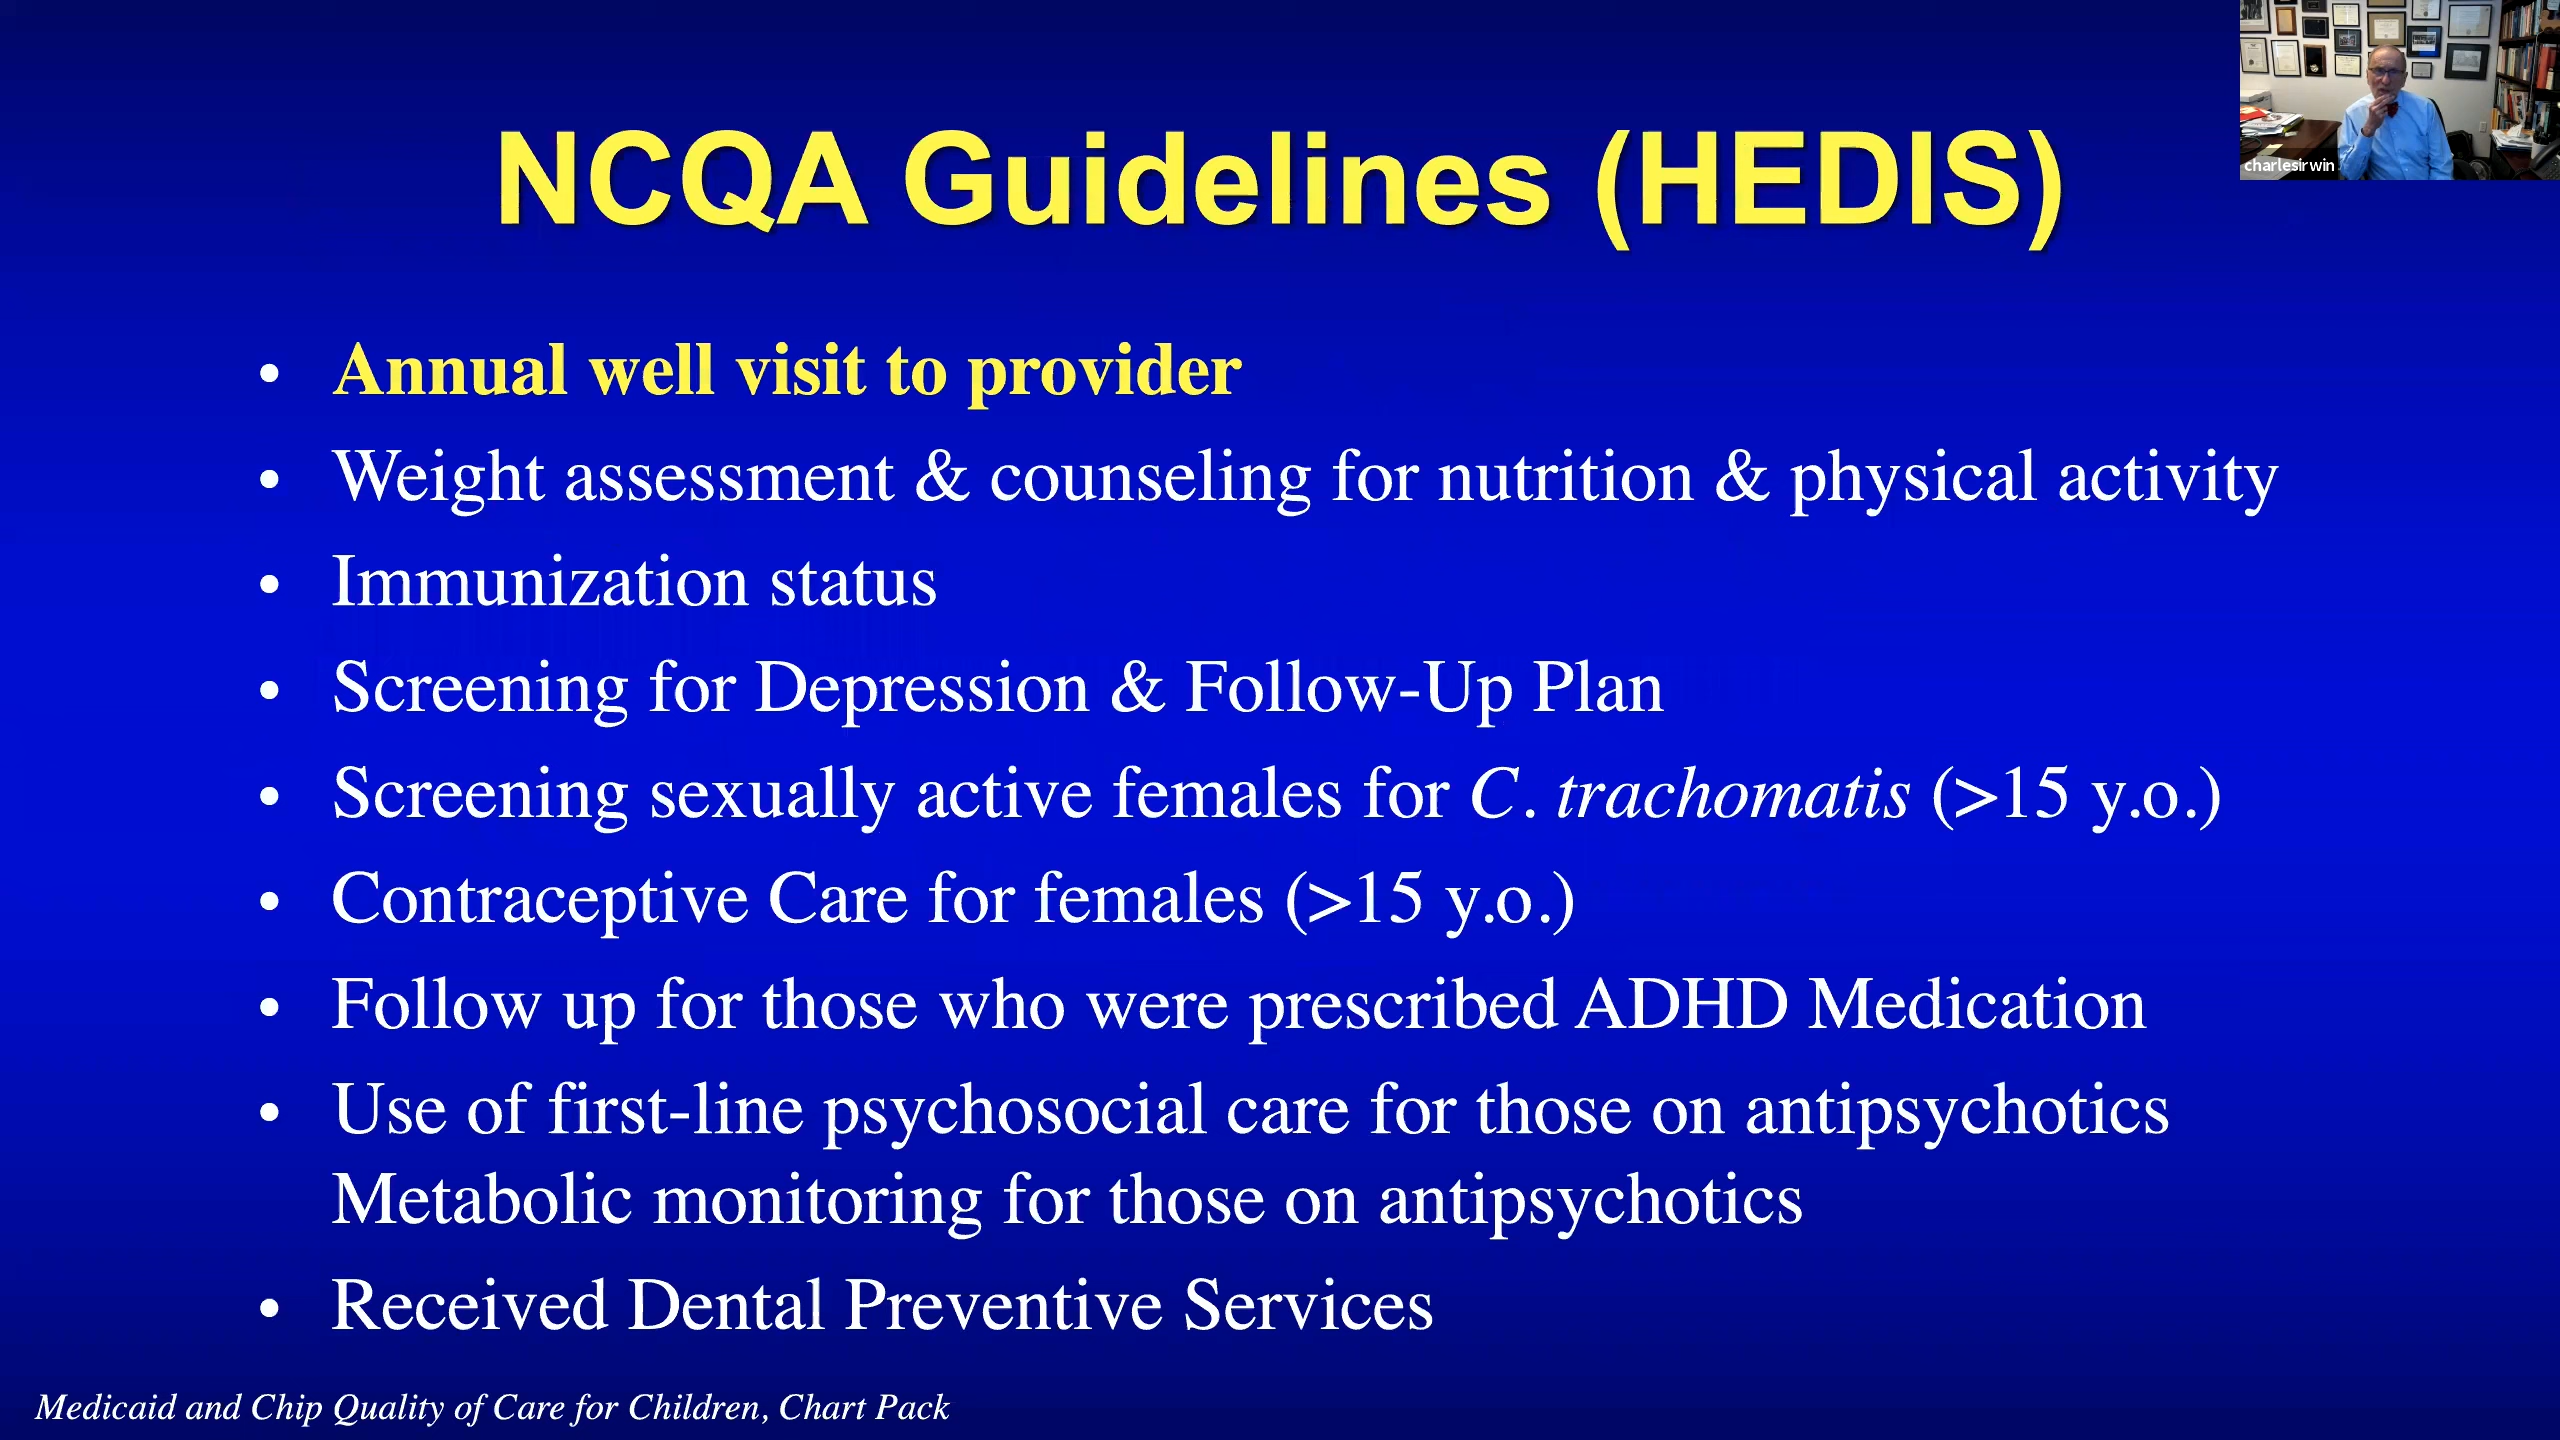 NCQA Guidelines (HEDIS)
charlesirwin
• Annual well visit to provider
• Weight assessment & counseling for nutrition & physical activity
• Immunization status
• Screening for Depression & Follow-Up Plan
• Screening sexually active females for C. trachomatis (>15 y.o.)
• Contraceptive Care for females (>15 y.o.)
• Follow up for those who were prescribed ADHD Medication
• Use of first-line psychosocial care for those on antipsychotics
Metabolic monitoring for those on antipsychotics
• Received Dental Preventive Services
Medicaid and Chip Quality of Care for Children, Chart Pack